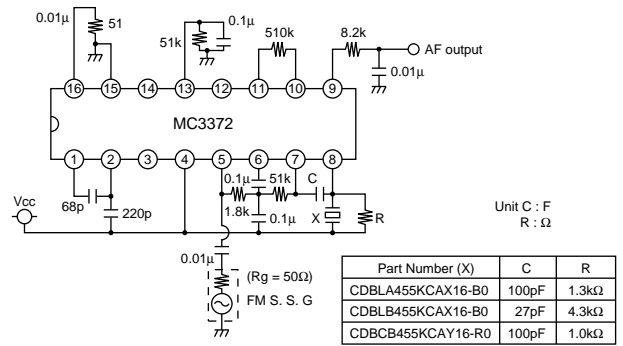 0.01μ
51
51k
0.1μ
510k
8.2k
AF output
0.01μ
16 15 14 13 12 11 10 9
MC3372
1 2 3 4 5 6 7 8
Vcc
68p
220p
0.1μ
51k
C
1.8k
0.1μ
X
R
Unit C : F
R : Ω
0.01μ
(Rg = 50Ω)
FM S. S. G
Part Number (X) C R
CDBLA455KCAX16-B0 100pF 1.3kΩ
CDBLB455KCAX16-B0 27pF 4.3kΩ
CDBCB455KCAY16-R0 100pF 1.0kΩ